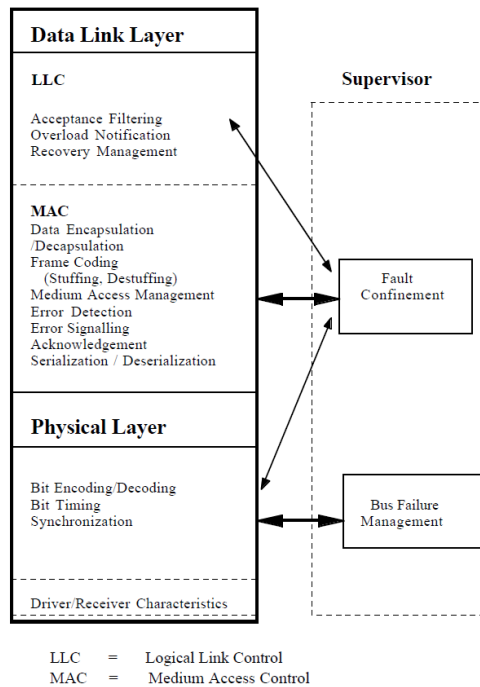 Data Link Layer
LLC
Acceptance Filtering
Overload Notification
Recovery Management
MAC
Data Encapsulation
/Decapsulation
Frame Coding
(Stuffing, Destuffing)
Medium Access Management
Error Detection
Error Signalling
Acknowledgement
Serialization / Deserialization
Physical Layer
Bit Encoding/Decoding
Bit Timing
Synchronization
Driver/Receiver Characteristics
Supervisor
Fault
Confinement
Bus Failure
Management
LLC = Logical Link Control
MAC = Medium Access Control